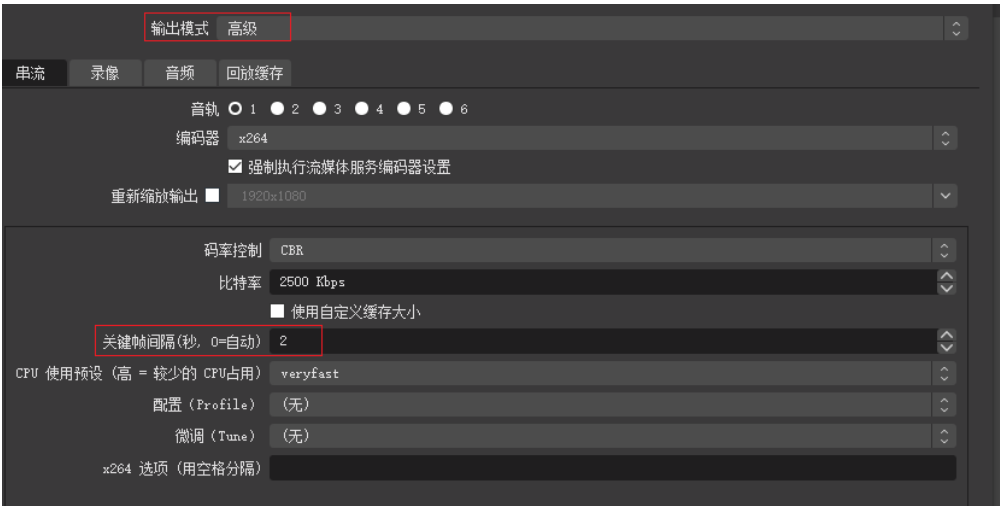 输出模式 高级
串流 录像 音频 回放缓存
音轨 1 2 3 4 5 6
编码器 x264
强制执行流媒体服务编码器设置
重新缩放输出 1920x1080
码率控制 CBR
比特率 2500 Kbps
使用自定义缓存大小
关键帧间隔(秒, 0=自动) 2
CPU 使用预设 (高 = 较少的 CPU占用) veryfast
配置 (Profile) (无)
微调 (Tune) (无)
x264 选项 (用空格分隔)